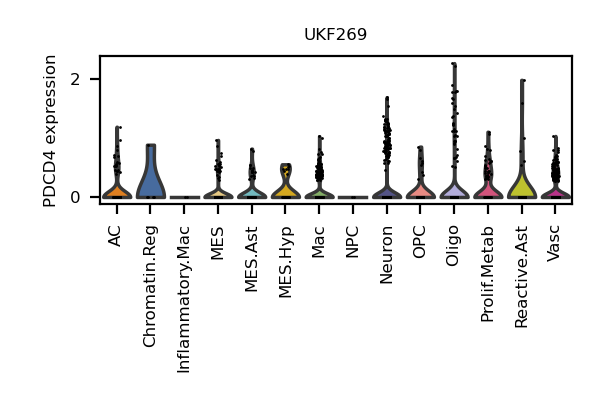 UKF269
PDCD4 expression
2
0
AC
Chromatin.Reg
Inflammatory.Mac
MES
MES.Ast
MES.Hyp
Mac
NPC
Neuron
OPC
Oligo
Prolif.Metab
Reactive.Ast
Vasc